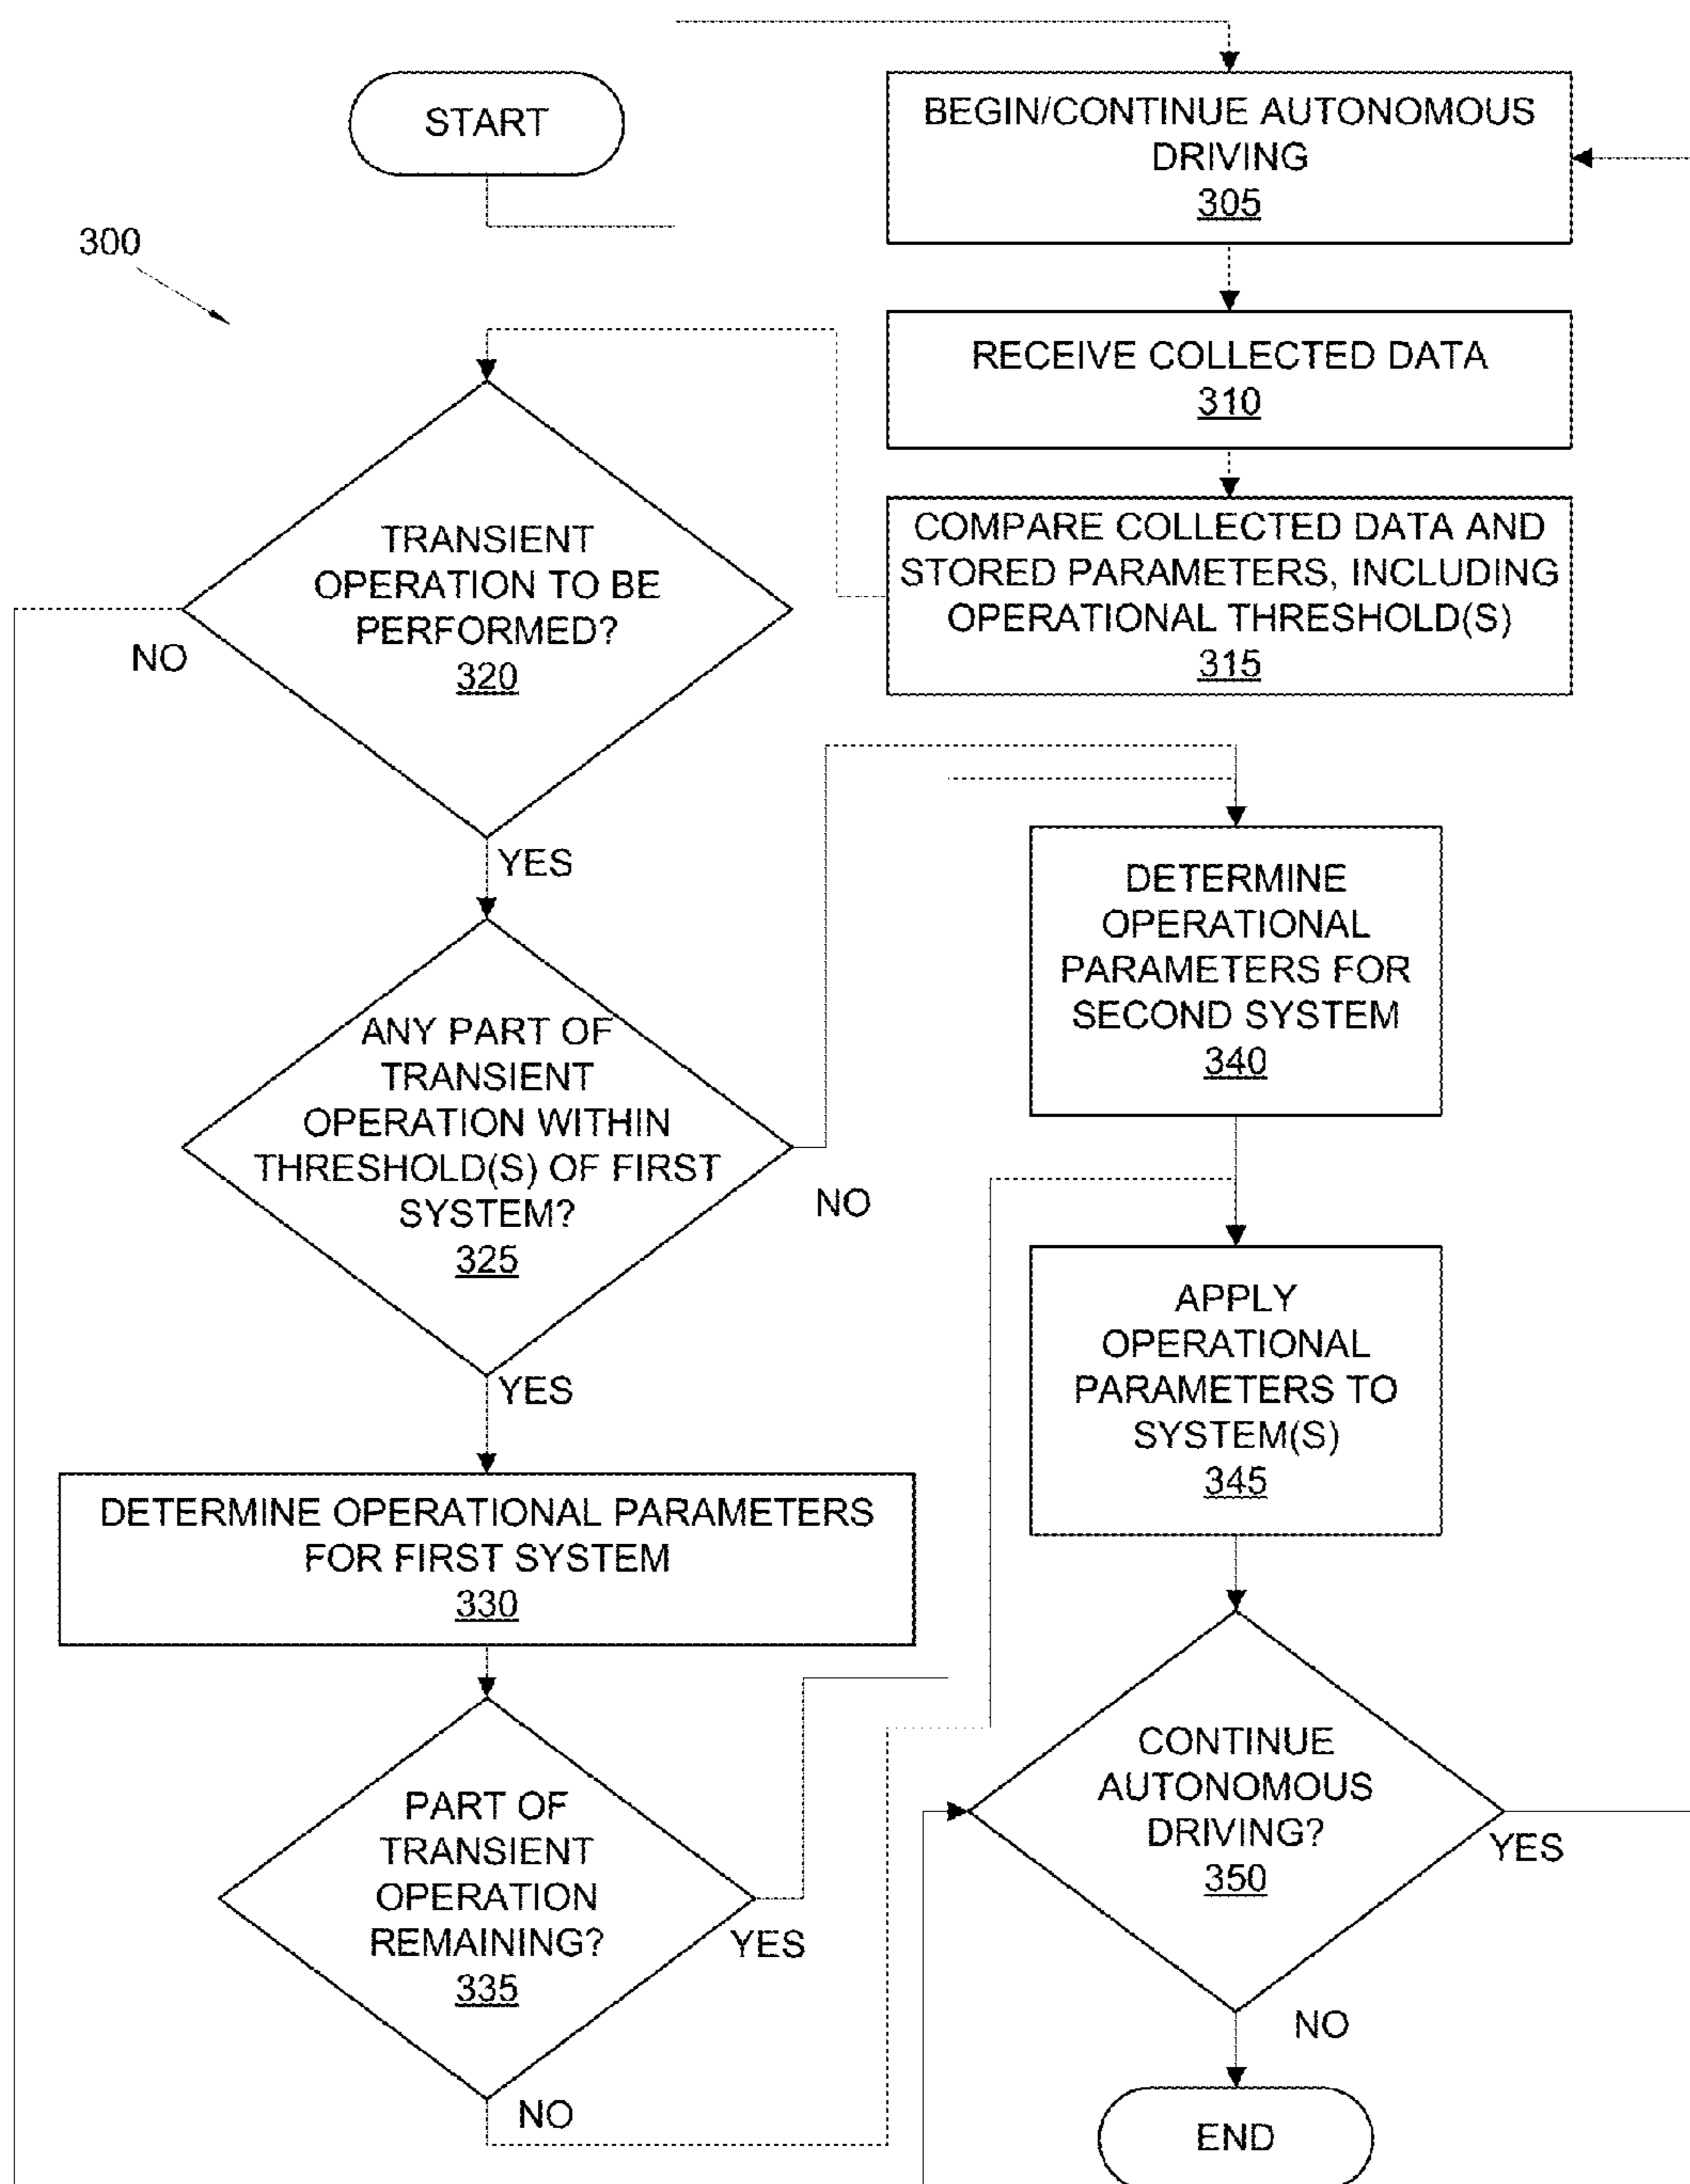 START
300
BEGIN/CONTINUE AUTONOMOUS
DRIVING
305
RECEIVE COLLECTED DATA
310
COMPARE COLLECTED DATA AND
STORED PARAMETERS, INCLUDING
OPERATIONAL THRESHOLD(S)
315
TRANSIENT
OPERATION TO BE
PERFORMED?
320
NO
YES
ANY PART OF
TRANSIENT
OPERATION WITHIN
THRESHOLD(S) OF FIRST
SYSTEM?
325
NO
YES
DETERMINE OPERATIONAL PARAMETERS
FOR FIRST SYSTEM
330
PART OF
TRANSIENT
OPERATION
REMAINING?
335
YES
NO
DETERMINE
OPERATIONAL
PARAMETERS FOR
SECOND SYSTEM
340
APPLY
OPERATIONAL
PARAMETERS TO
SYSTEM(S)
345
CONTINUE
AUTONOMOUS
DRIVING?
350
YES
NO
END